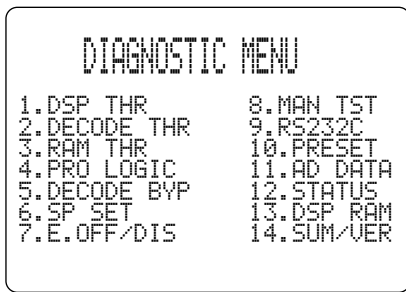 DIAGNOSTIC MENU
1.DSP THR
2.DECODE THR
3.RAM THR
4.PRO LOGIC
5.DECODE BYP
6.SP SET
7.E.OFF/DIS
8.MAN TST
9.RS232C
10.PRESET
11.AD DATA
12.STATUS
13.DSP RAM
14.SUM/VER